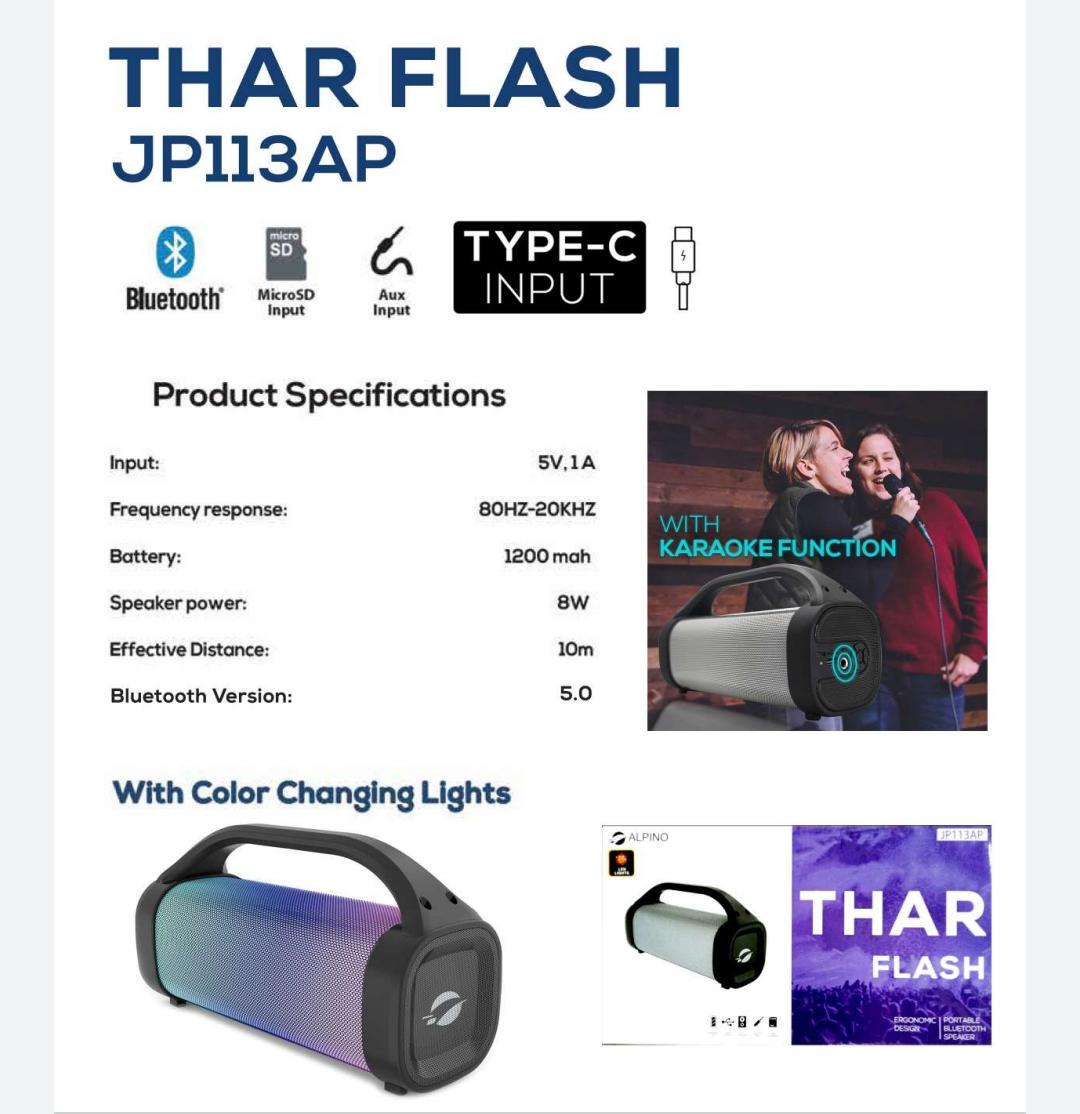 THAR FLASH
JP113AP
Bluetooth®
micro
SD
MicroSD
Input
Aux
Input
TYPE-C
INPUT
Product Specifications
Input: 5V,1A
Frequency response: 80HZ-20KHZ
Battery: 1200 mah
Speaker power: 8W
Effective Distance: 10m
Bluetooth Version: 5.0
WITH
KARAOKE FUNCTION
With Color Changing Lights
ALPINO
LED
LIGHTS
JP113AP
THAR
FLASH
ERGONOMIC
DESIGN
PORTABLE
BLUETOOTH
SPEAKER